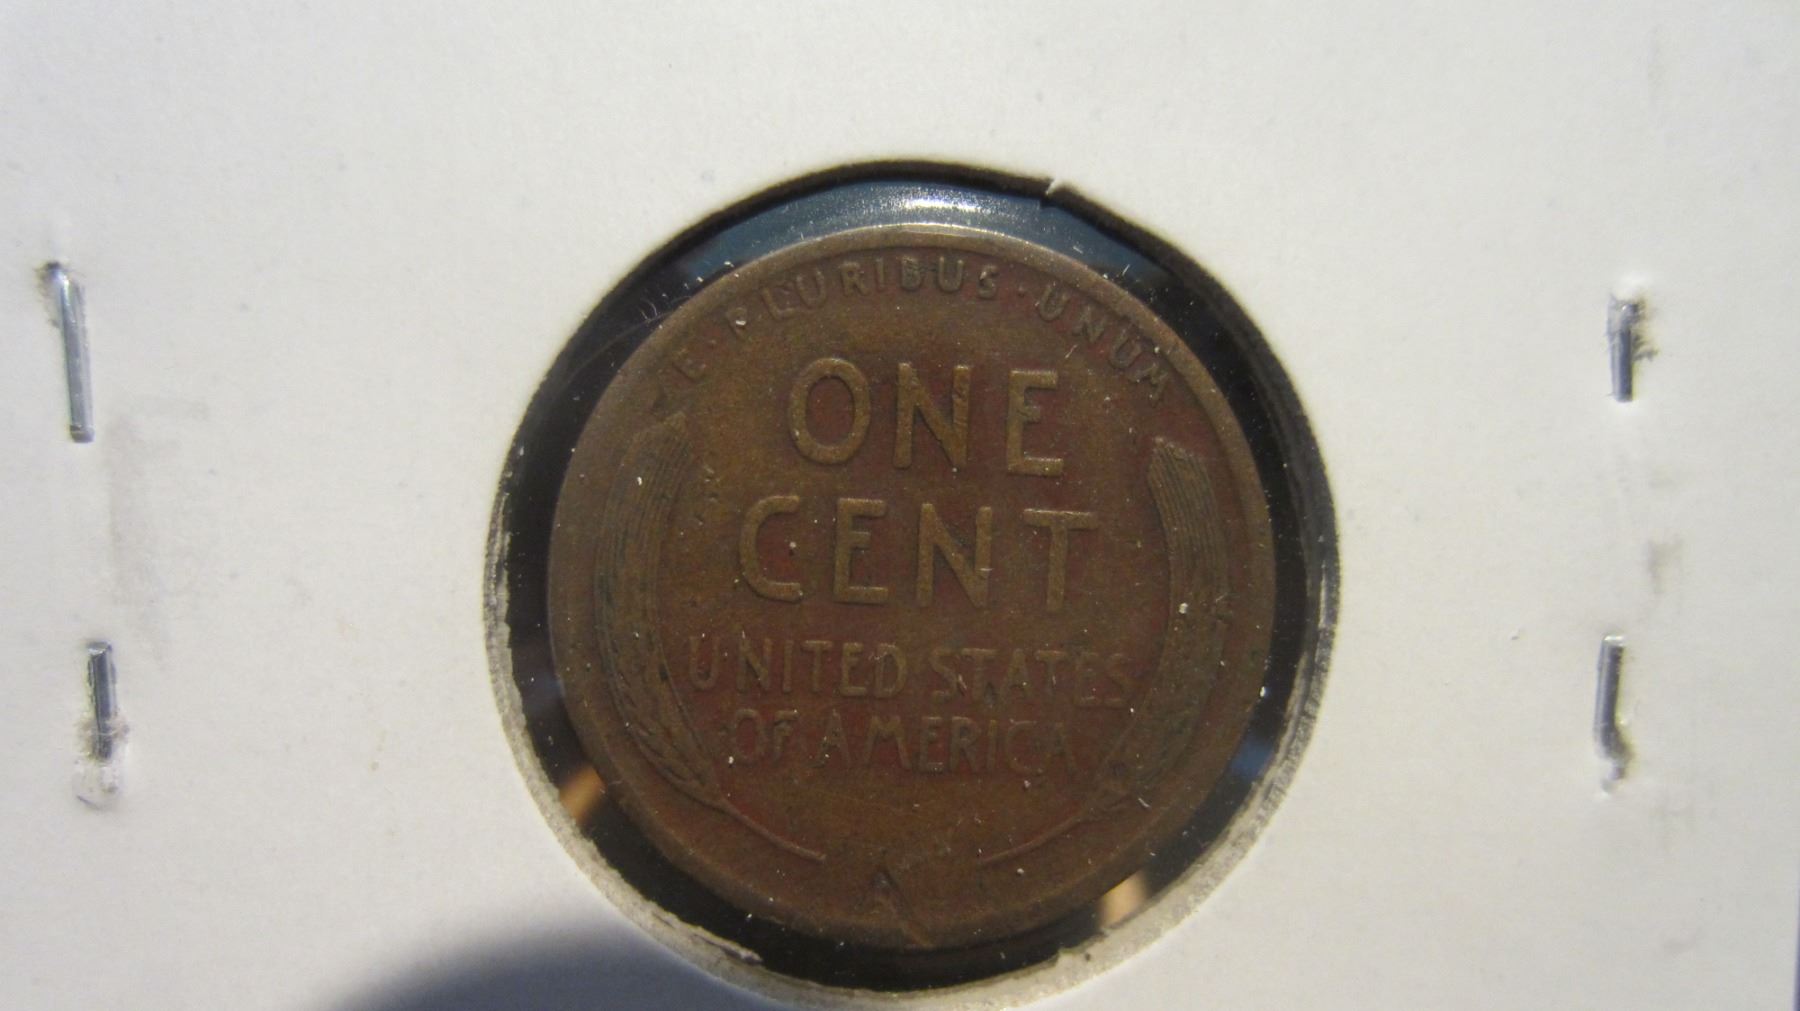 E · PLURIBUS · UNUM
ONE
CENT
UNITED STATES
OF AMERICA